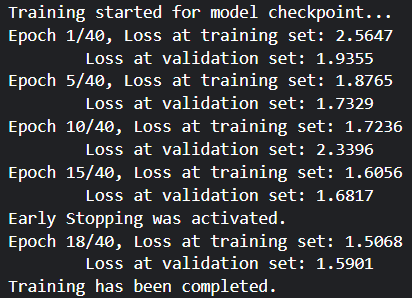 Training started for model checkpoint...
Epoch 1/40, Loss at training set: 2.5647
Loss at validation set: 1.9355
Epoch 5/40, Loss at training set: 1.8765
Loss at validation set: 1.7329
Epoch 10/40, Loss at training set: 1.7236
Loss at validation set: 2.3396
Epoch 15/40, Loss at training set: 1.6056
Loss at validation set: 1.6817
Early Stopping was activated.
Epoch 18/40, Loss at training set: 1.5068
Loss at validation set: 1.5901
Training has been completed.